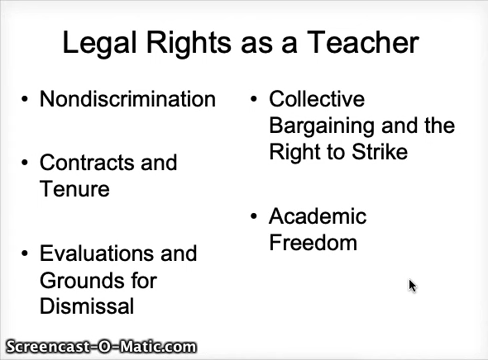 Legal Rights as a Teacher
• Nondiscrimination
• Contracts and
Tenure
• Evaluations and
Grounds for
Dismissal
• Collective
Bargaining and the
Right to Strike
• Academic
Freedom
Screencast-O-Matic.com